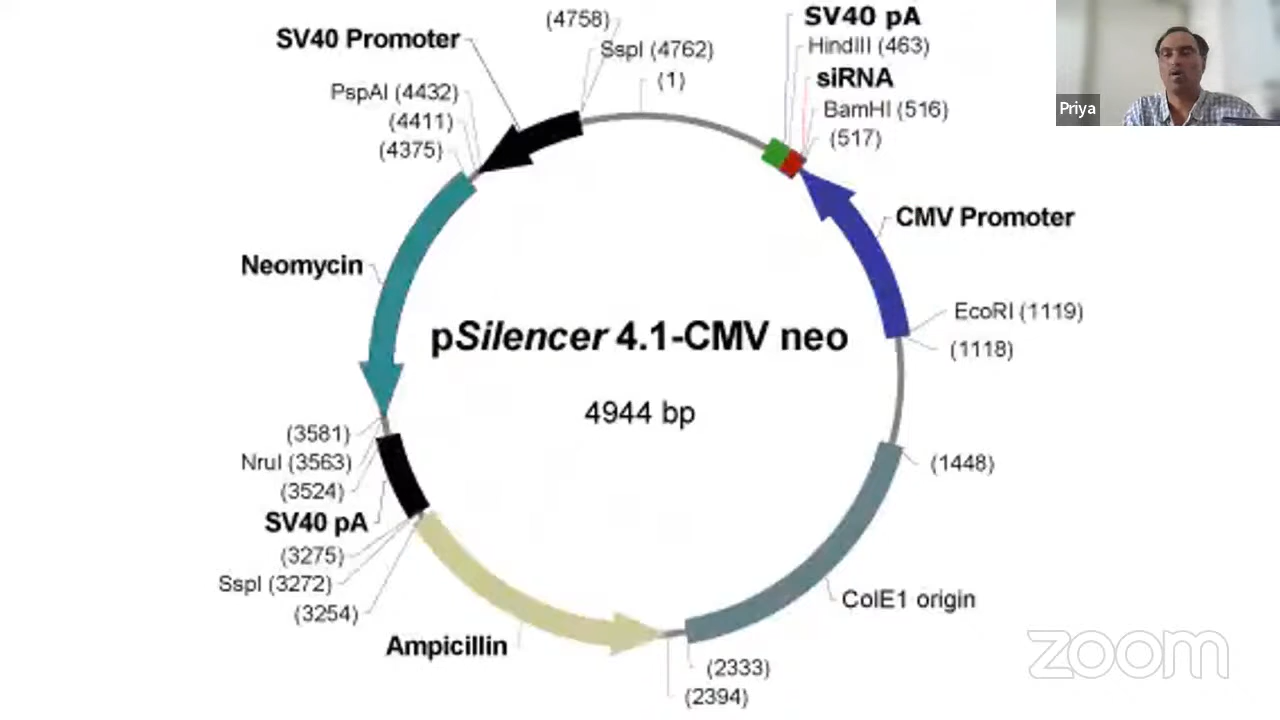 (4758)
SV40 Promoter
SspI (4762)
(1)
PspAI (4432)
(4411)
(4375)
SV40 pA
HindIII (463)
siRNA
BamHI (516)
(517)
Priya
CMV Promoter
Neomycin
EcoRI (1119)
(1118)
pSilencer 4.1-CMV neo
4944 bp
(3581)
NruI (3563)
(3524)
SV40 pA
(3275)
SspI (3272)
(3254)
(1448)
ColE1 origin
Ampicillin
(2333)
(2394)
zoom